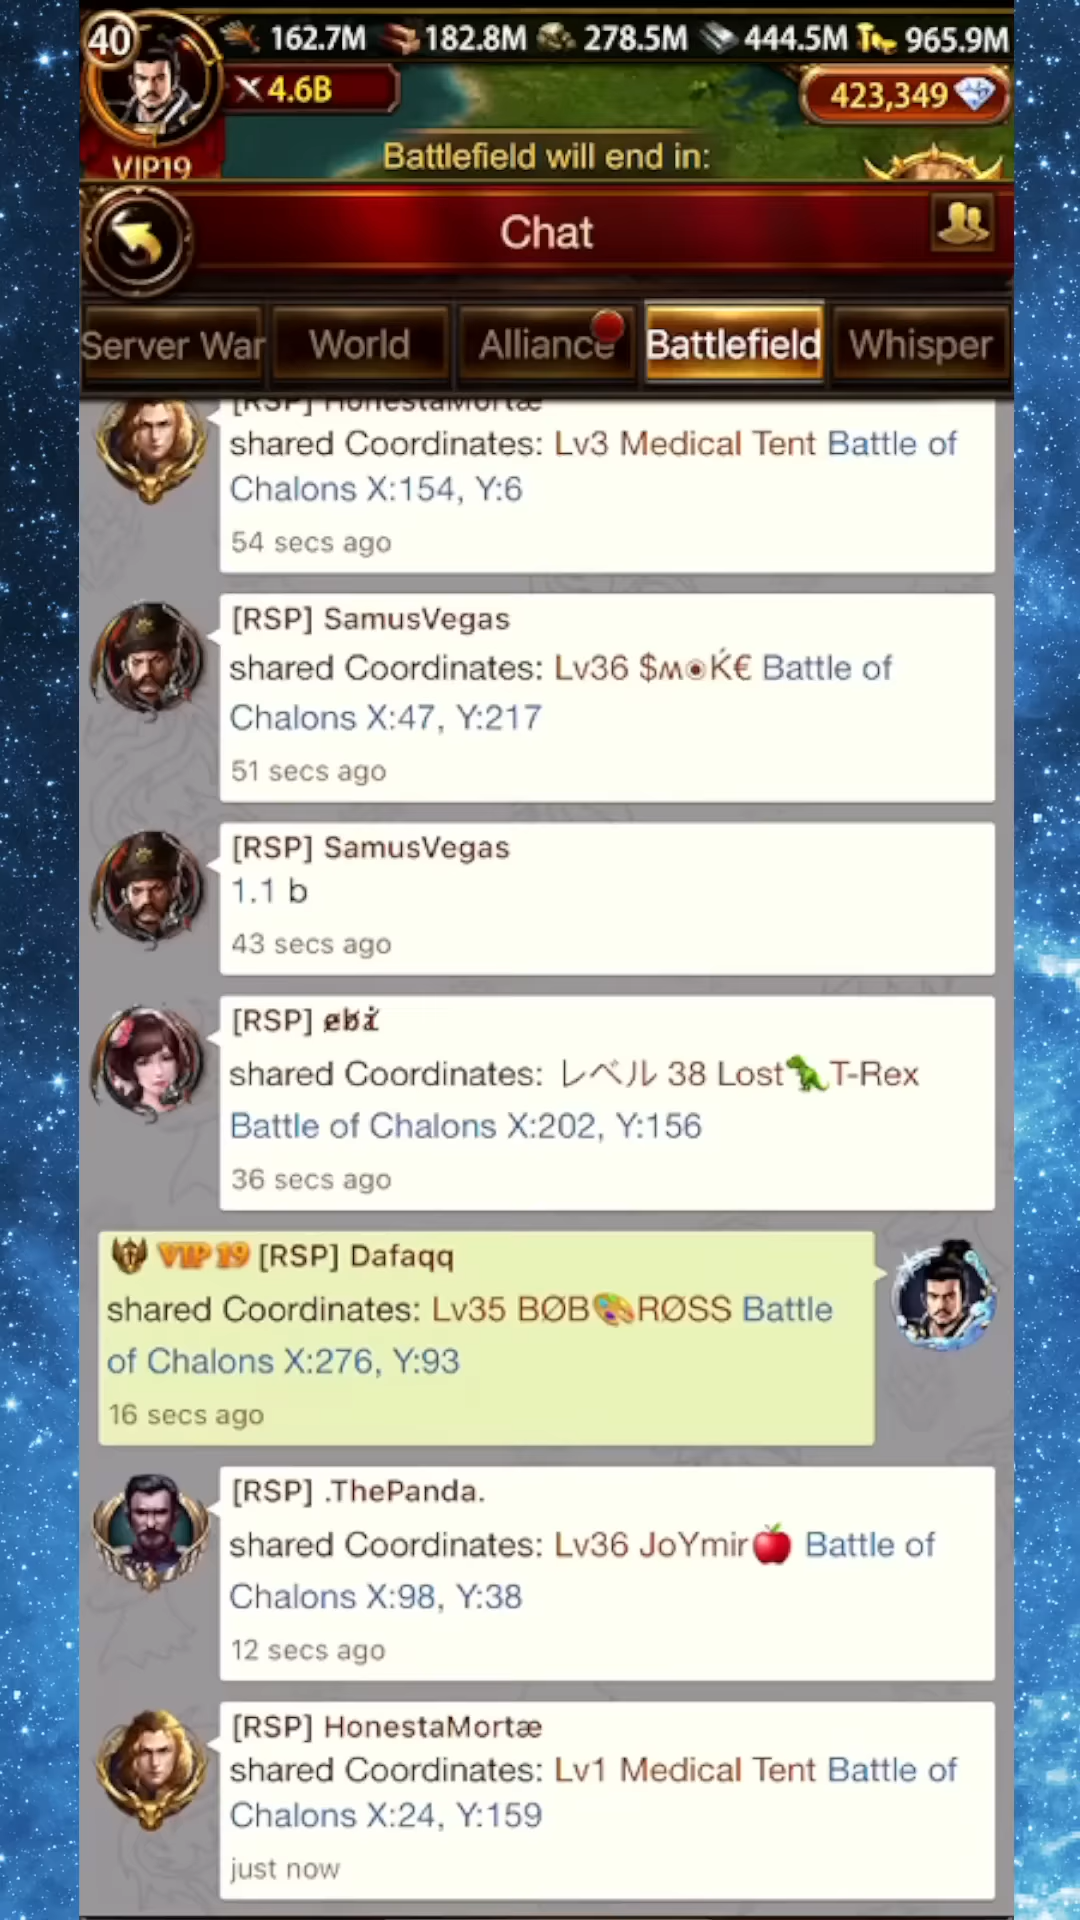 40 162.7M 182.8M 278.5M 444.5M 965.9M
4.6B 423,349
VIP19 Battlefield will end in:
Chat
Server War World Alliance Battlefield Whisper
[RSP] HonestaMortæ
shared Coordinates: Lv3 Medical Tent Battle of
Chalons X:154, Y:6
54 secs ago
[RSP] SamusVegas
shared Coordinates: Lv36 $ʍ◉Ḱ€ Battle of
Chalons X:47, Y:217
51 secs ago
[RSP] SamusVegas
1.1 b
43 secs ago
[RSP]
shared Coordinates: レベル 38 Lost🦖T-Rex
Battle of Chalons X:202, Y:156
36 secs ago
VIP 19 [RSP] Dafaqq
shared Coordinates: Lv35 BØB🎨RØSS Battle
of Chalons X:276, Y:93
16 secs ago
[RSP] .ThePanda.
shared Coordinates: Lv36 JoYmir🍎 Battle of
Chalons X:98, Y:38
12 secs ago
[RSP] HonestaMortæ
shared Coordinates: Lv1 Medical Tent Battle of
Chalons X:24, Y:159
just now